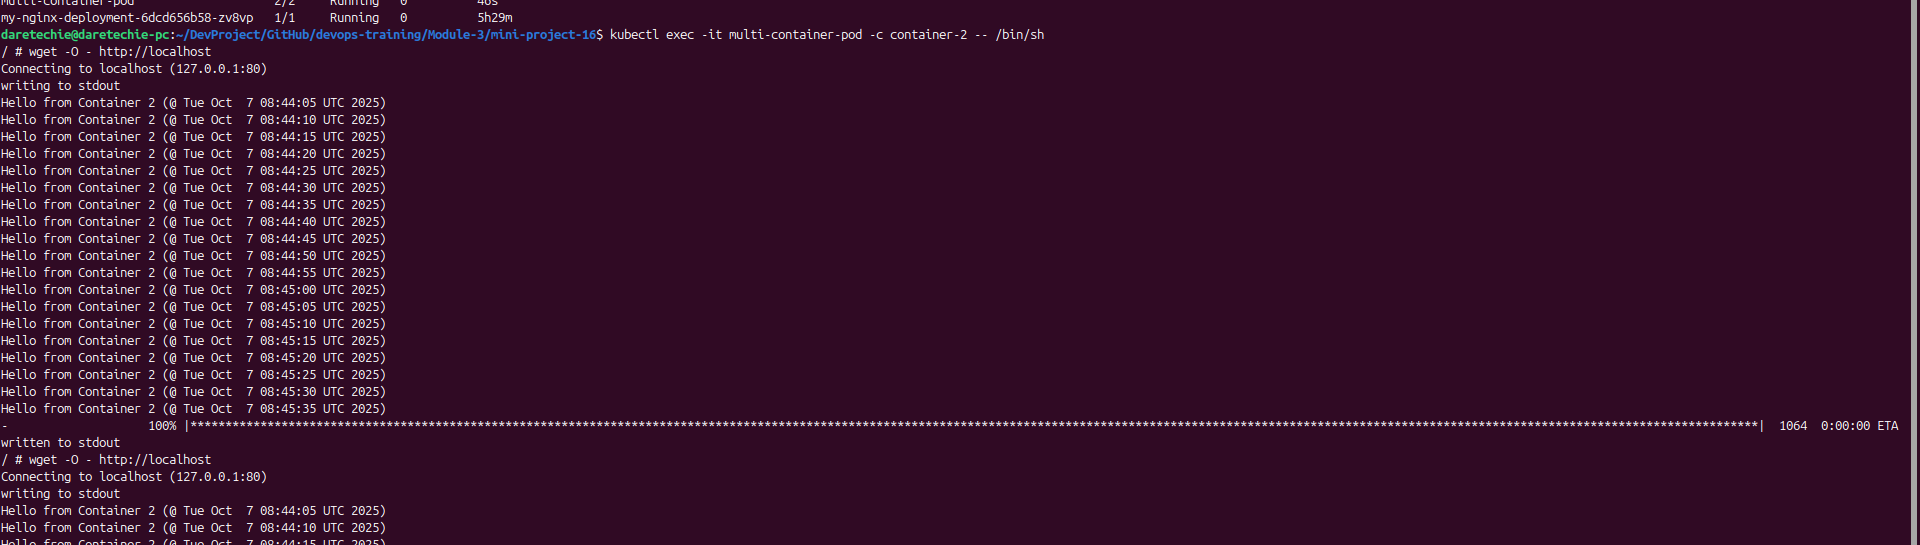 multi-container-pod                    2/2     Running   0          46s
my-nginx-deployment-6dcd656b58-zv8vp   1/1     Running   0          5h29m
daretechie@daretechie-pc:~/DevProject/GitHub/devops-training/Module-3/mini-project-16$ kubectl exec -it multi-container-pod -c container-2 -- /bin/sh
/ # wget -O - http://localhost
Connecting to localhost (127.0.0.1:80)
writing to stdout
Hello from Container 2 (@ Tue Oct  7 08:44:05 UTC 2025)
Hello from Container 2 (@ Tue Oct  7 08:44:10 UTC 2025)
Hello from Container 2 (@ Tue Oct  7 08:44:15 UTC 2025)
Hello from Container 2 (@ Tue Oct  7 08:44:20 UTC 2025)
Hello from Container 2 (@ Tue Oct  7 08:44:25 UTC 2025)
Hello from Container 2 (@ Tue Oct  7 08:44:30 UTC 2025)
Hello from Container 2 (@ Tue Oct  7 08:44:35 UTC 2025)
Hello from Container 2 (@ Tue Oct  7 08:44:40 UTC 2025)
Hello from Container 2 (@ Tue Oct  7 08:44:45 UTC 2025)
Hello from Container 2 (@ Tue Oct  7 08:44:50 UTC 2025)
Hello from Container 2 (@ Tue Oct  7 08:44:55 UTC 2025)
Hello from Container 2 (@ Tue Oct  7 08:45:00 UTC 2025)
Hello from Container 2 (@ Tue Oct  7 08:45:05 UTC 2025)
Hello from Container 2 (@ Tue Oct  7 08:45:10 UTC 2025)
Hello from Container 2 (@ Tue Oct  7 08:45:15 UTC 2025)
Hello from Container 2 (@ Tue Oct  7 08:45:20 UTC 2025)
Hello from Container 2 (@ Tue Oct  7 08:45:25 UTC 2025)
Hello from Container 2 (@ Tue Oct  7 08:45:30 UTC 2025)
Hello from Container 2 (@ Tue Oct  7 08:45:35 UTC 2025)
-                    100% |********************************************************************************************************************************************************************************************************************************|  1064  0:00:00 ETA
written to stdout
/ # wget -O - http://localhost
Connecting to localhost (127.0.0.1:80)
writing to stdout
Hello from Container 2 (@ Tue Oct  7 08:44:05 UTC 2025)
Hello from Container 2 (@ Tue Oct  7 08:44:10 UTC 2025)
Hello from Container 2 (@ Tue Oct  7 08:44:15 UTC 2025)